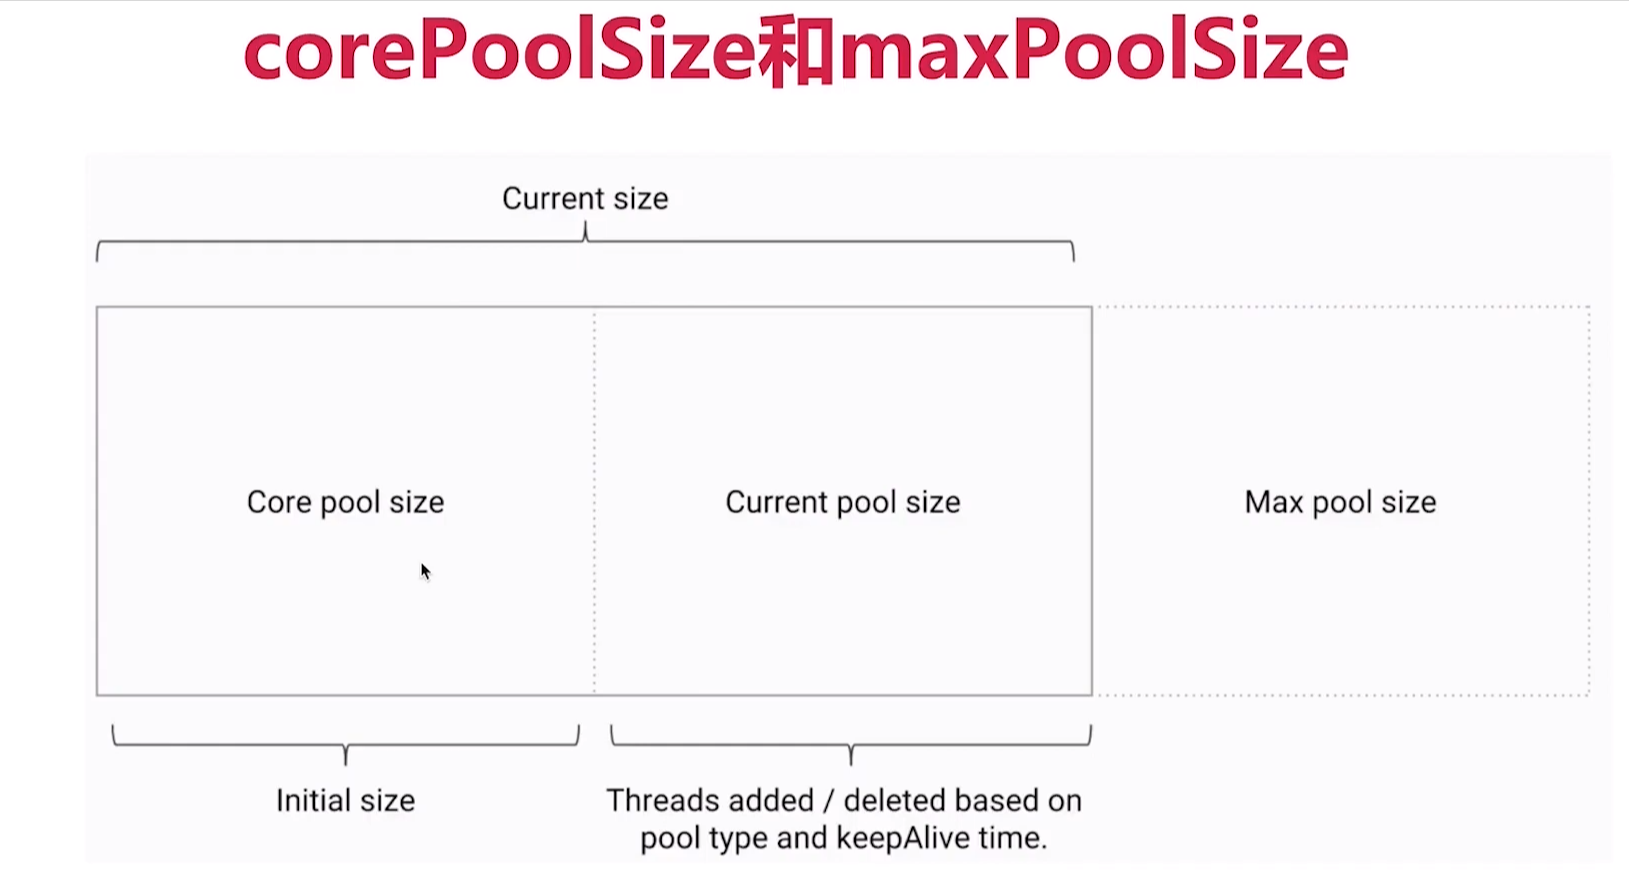 corePoolSize和maxPoolSize
Current size
Core pool size
Current pool size
Max pool size
Initial size
Threads added / deleted based on
pool type and keepAlive time.